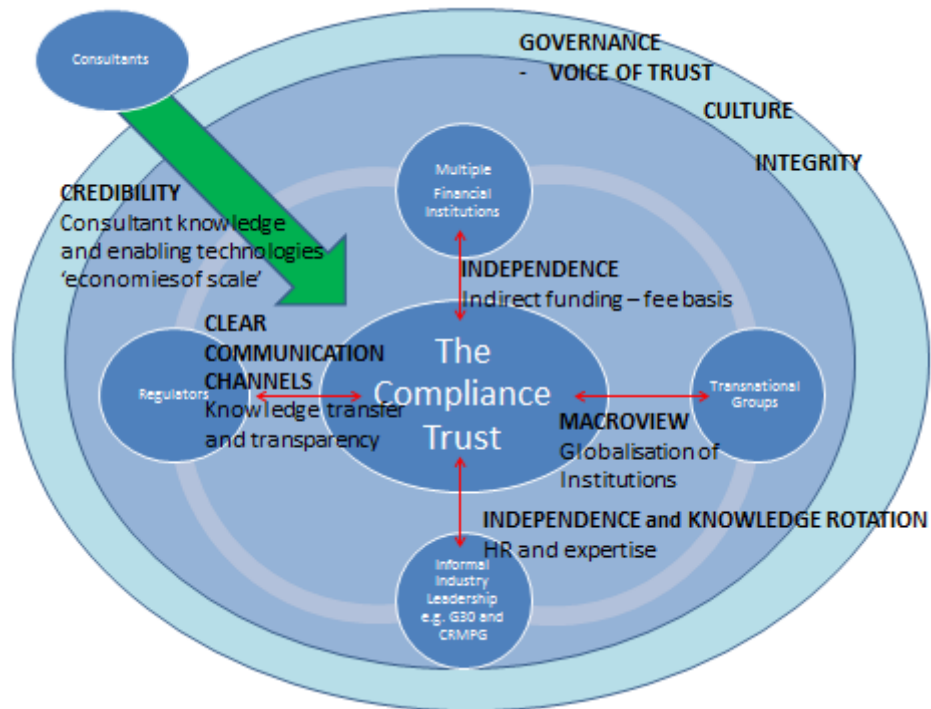 Consultants
GOVERNANCE
- VOICE OF TRUST
CULTURE
INTEGRITY
Multiple
Financial
Institutions
CREDIBILITY
Consultant knowledge
and enabling technologies
‘economies of scale’
INDEPENDENCE
Indirect funding – fee basis
CLEAR
COMMUNICATION
CHANNELS
Knowledge transfer
and transparency
Regulators
The
Compliance
Trust
Transnational
Groups
MACROVIEW
Globalisation of
Institutions
INDEPENDENCE and KNOWLEDGE ROTATION
HR and expertise
Informal
Industry
Leadership
e.g. G30 and
CRMPG